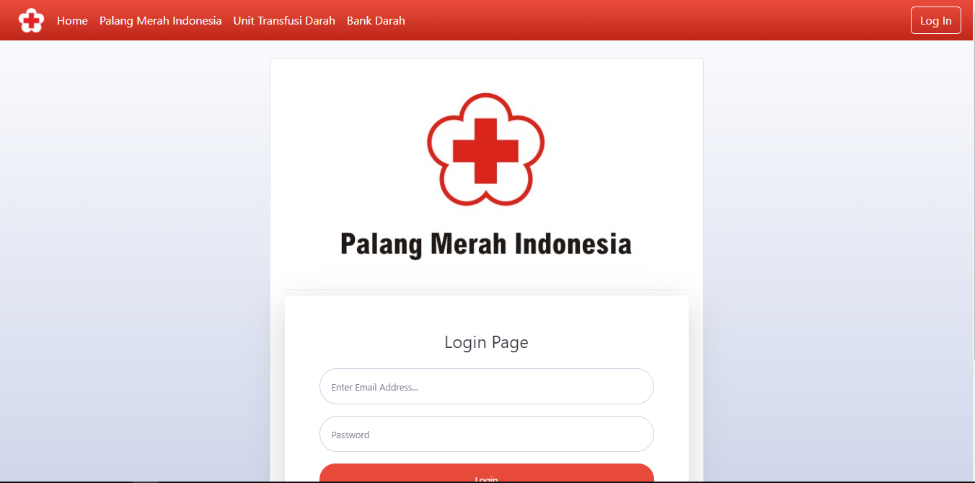 Home Palang Merah Indonesia Unit Transfusi Darah Bank Darah Log In
Palang Merah Indonesia
Login Page
Enter Email Address...
Password
Login